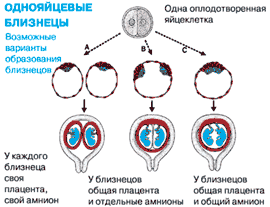 ОДНОЯЙЦЕВЫЕ
БЛИЗНЕЦЫ
Возможные
варианты
образования
близнецов
Одна оплодотворенная
яйцеклетка
A
B
C
У каждого
близнеца
своя
плацента,
свой амнион
У близнецов
общая плацента
и отдельные амнионы
У близнецов
общая плацента
и общий амнион